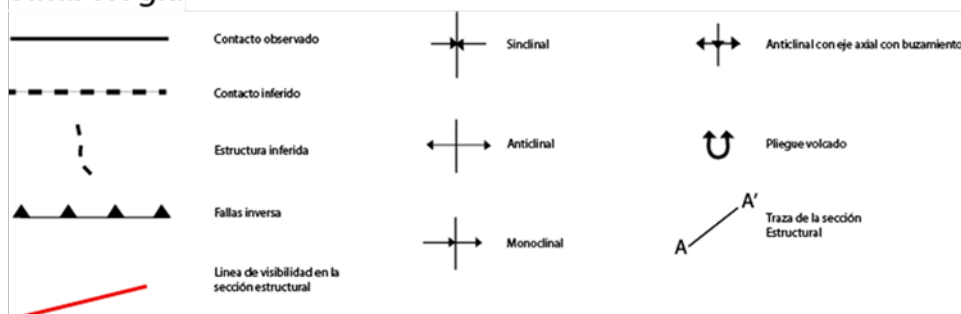 Contacto observado
Contacto inferido
Estructura inferida
Fallas inversa
Linea de visibilidad en la
sección estructural
Sinclinal
Anticlinal
Monoclinal
Anticlinal con eje axial con buzamiento
Pliegue volcado
A A'
Traza de la sección
Estructural